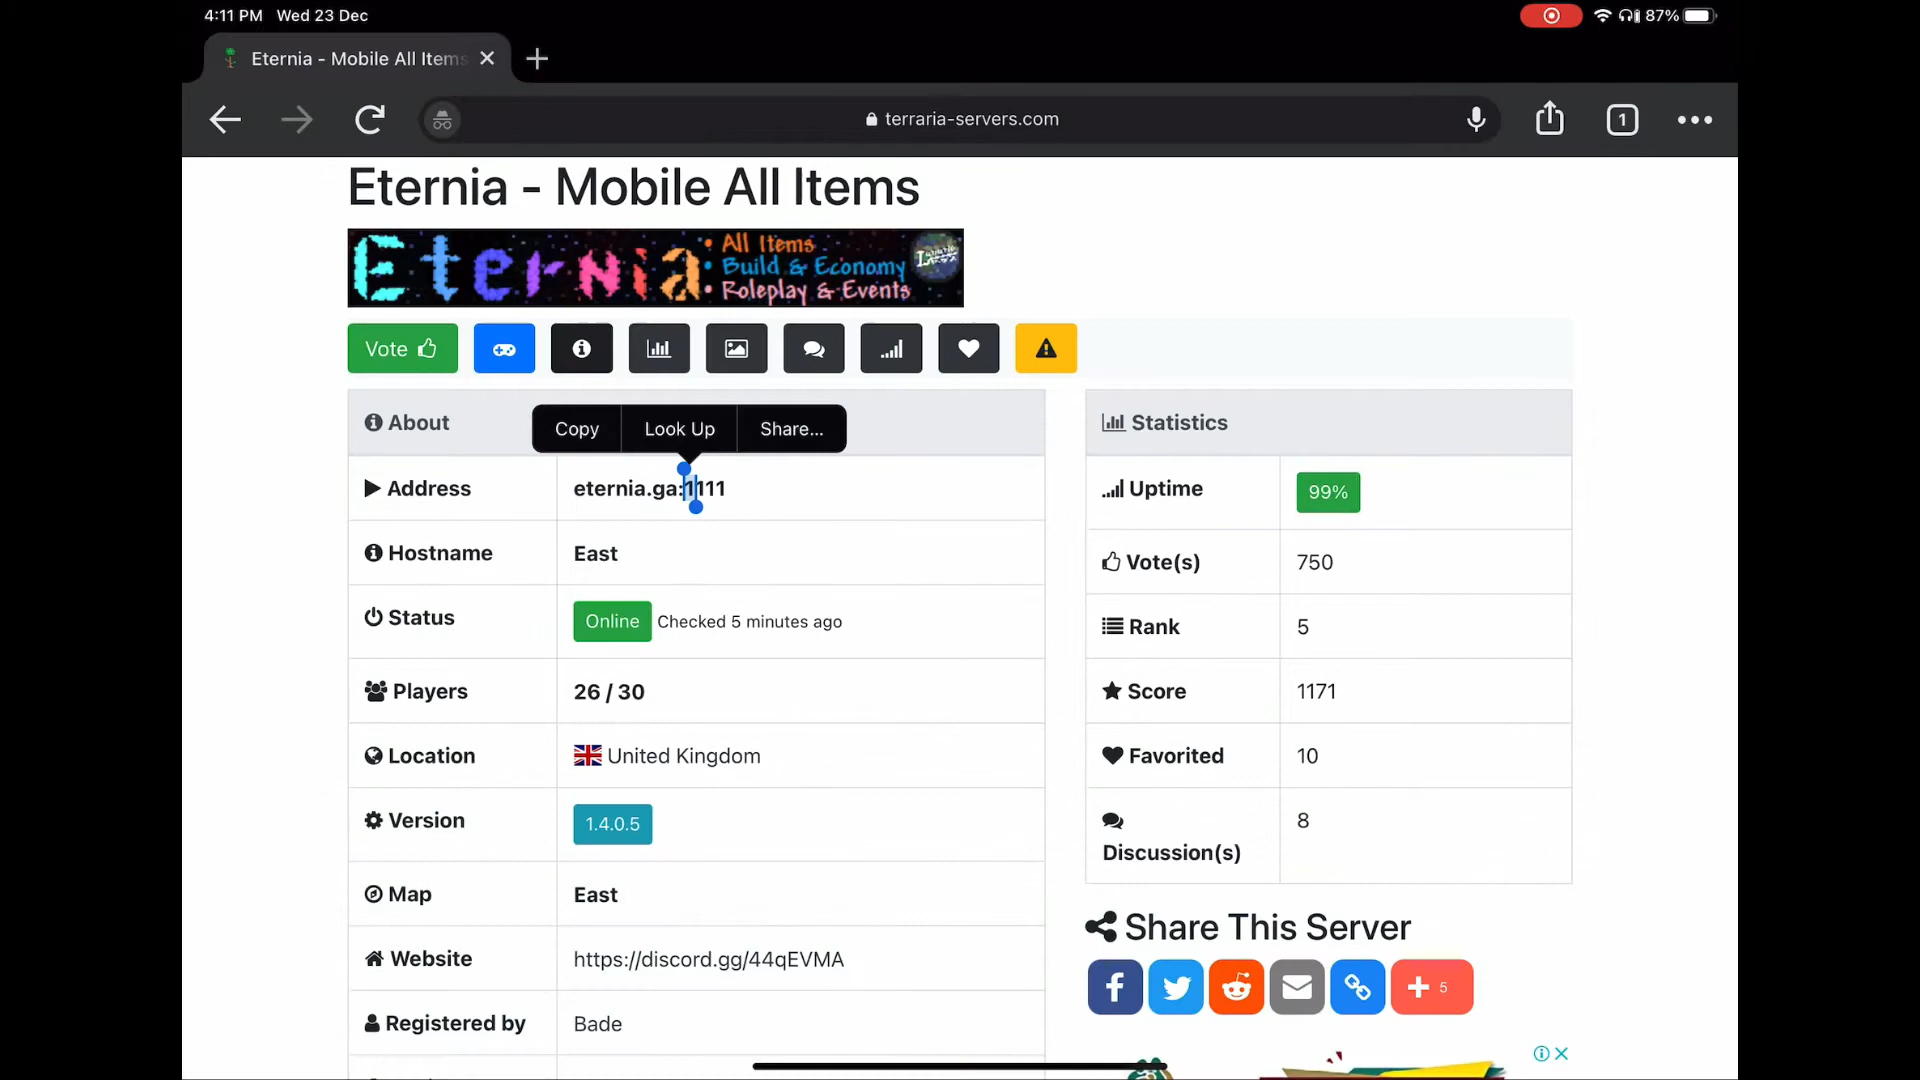 4:11 PM Wed 23 Dec
87%
Eternia - Mobile All Items
terraria-servers.com
1
Eternia - Mobile All Items
Eternia
• All Items
• Build & Economy
• Roleplay & Events
Vote
About
Copy
Look Up
Share...
Address
eternia.ga:1111
Hostname
East
Status
Online
Checked 5 minutes ago
Players
26 / 30
Location
United Kingdom
Version
1.4.0.5
Map
East
Website
https://discord.gg/44qEVMA
Registered by
Bade
Statistics
Uptime
99%
Vote(s)
750
Rank
5
Score
1171
Favorited
10
Discussion(s)
8
Share This Server
5